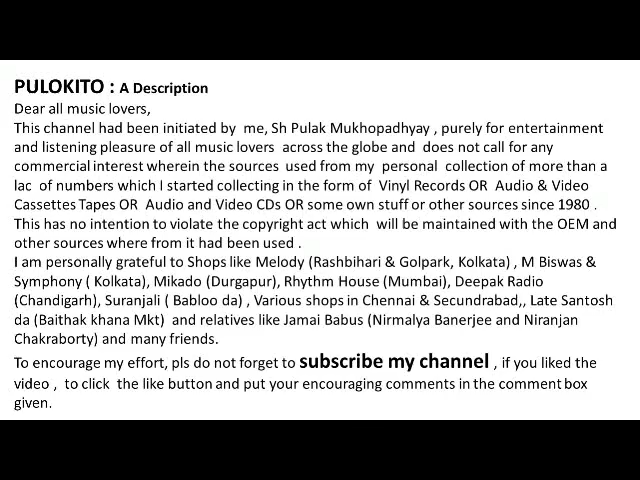 PULOKITO : A Description
Dear all music lovers,
This channel had been initiated by me, Sh Pulak Mukhopadhyay , purely for entertainment
and listening pleasure of all music lovers across the globe and does not call for any
commercial interest wherein the sources used from my personal collection of more than a
lac of numbers which I started collecting in the form of Vinyl Records OR Audio & Video
Cassettes Tapes OR Audio and Video CDs OR some own stuff or other sources since 1980 .
This has no intention to violate the copyright act which will be maintained with the OEM and
other sources where from it had been used .
I am personally grateful to Shops like Melody (Rashbihari & Golpark, Kolkata) , M Biswas &
Symphony ( Kolkata), Mikado (Durgapur), Rhythm House (Mumbai), Deepak Radio
(Chandigarh), Suranjali ( Babloo da) , Various shops in Chennai & Secundrabad,, Late Santosh
da (Baithak khana Mkt) and relatives like Jamai Babus (Nirmalya Banerjee and Niranjan
Chakraborty) and many friends.
To encourage my effort, pls do not forget to subscribe my channel , if you liked the
video , to click the like button and put your encouraging comments in the comment box
given.